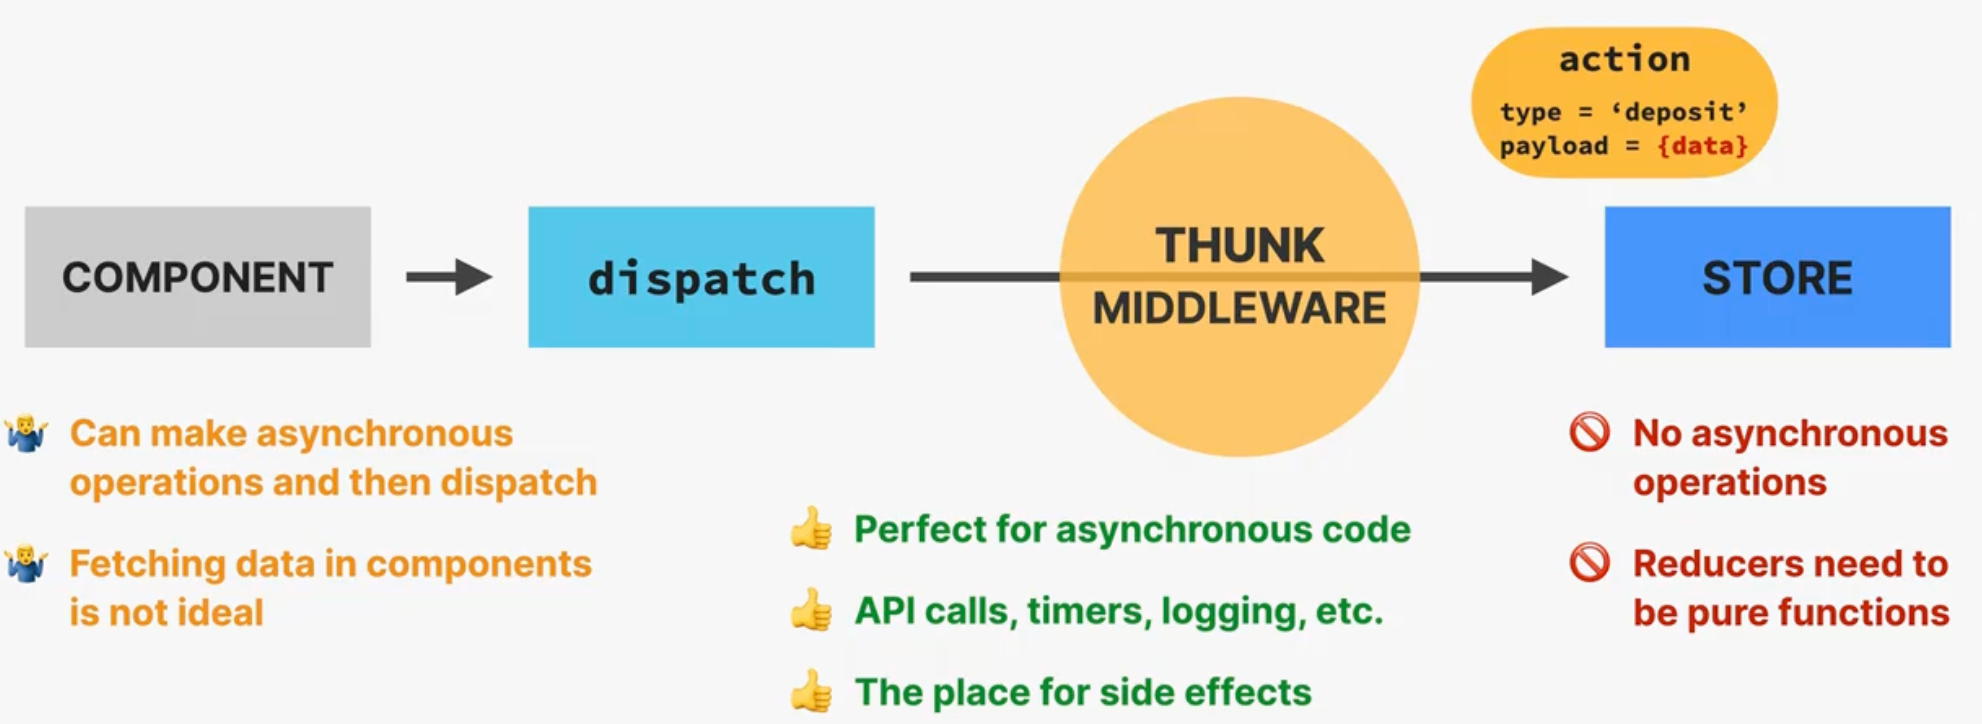 action
type = ‘deposit’
payload = {data}
COMPONENT
dispatch
THUNK
MIDDLEWARE
STORE
Can make asynchronous
operations and then dispatch
Fetching data in components
is not ideal
Perfect for asynchronous code
API calls, timers, logging, etc.
The place for side effects
No asynchronous
operations
Reducers need to
be pure functions